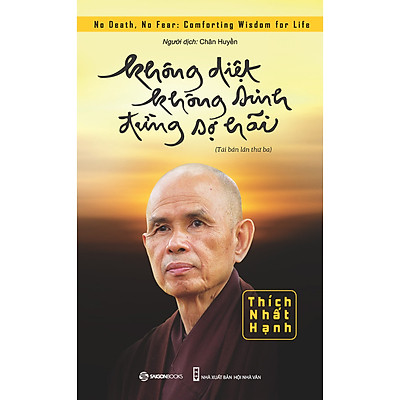 No Death, No Fear: Comforting Wisdom for Life
Người dịch: Chân Huyền
không diệt
không sinh
đừng sợ hãi
(Tái bản lần thứ ba)
Thích
Nhất
Hạnh
SAIGONBOOKS
NHÀ XUẤT BẢN HỘI NHÀ VĂN